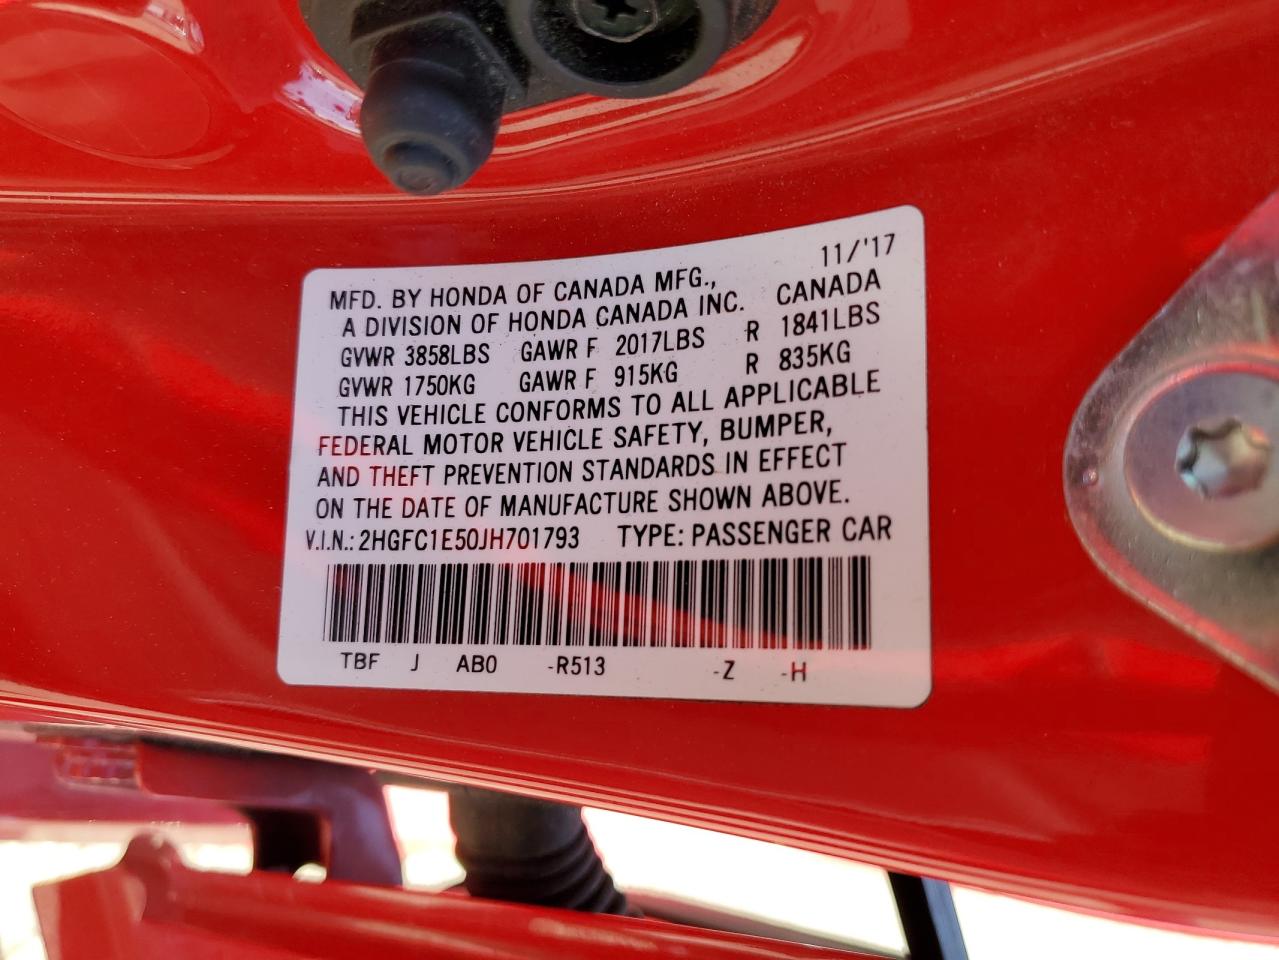 11/'17
MFD. BY HONDA OF CANADA MFG.,
A DIVISION OF HONDA CANADA INC. CANADA
GVWR 3858LBS GAWR F 2017LBS R 1841LBS
GVWR 1750KG GAWR F 915KG R 835KG
THIS VEHICLE CONFORMS TO ALL APPLICABLE
FEDERAL MOTOR VEHICLE SAFETY, BUMPER,
AND THEFT PREVENTION STANDARDS IN EFFECT
ON THE DATE OF MANUFACTURE SHOWN ABOVE.
V.I.N.: 2HGFC1E50JH701793 TYPE: PASSENGER CAR
TBF J AB0 -R513 -Z -H